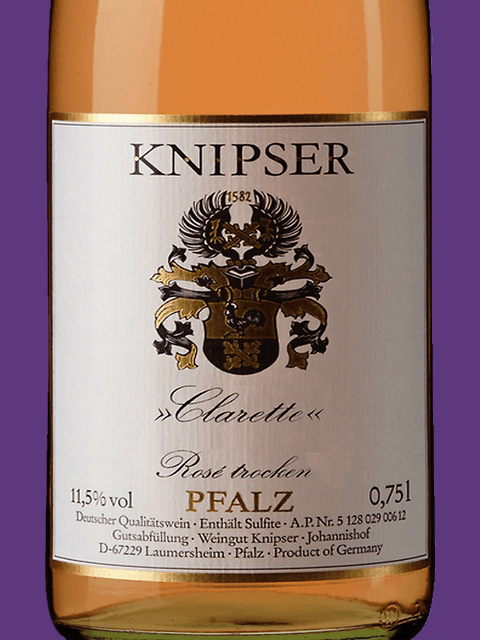 KNIPSER
1582
»Clarette«
Rosé trocken
11,5% vol PFALZ 0,75l
Deutscher Qualitätswein · Enthält Sulfite · A.P. Nr. 5 128 029 006 12
Gutsabfüllung · Weingut Knipser · Johannishof
D-67229 Laumersheim · Pfalz · Product of Germany